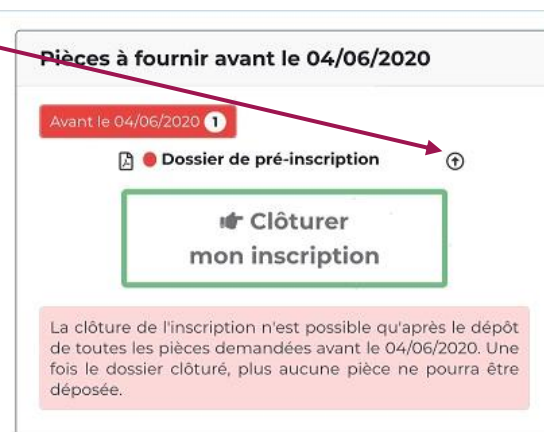 Pièces à fournir avant le 04/06/2020
Avant le 04/06/2020 1
Dossier de pré-inscription
Clôturer
mon inscription
La clôture de l'inscription n'est possible qu'après le dépôt
de toutes les pièces demandées avant le 04/06/2020. Une
fois le dossier clôturé, plus aucune pièce ne pourra être
déposée.